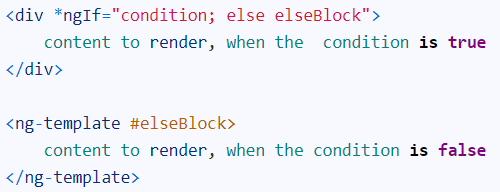 <div *ngIf="condition; else elseBlock">
content to render, when the  condition is true
</div>
<ng-template #elseBlock>
content to render, when the condition is false
</ng-template>